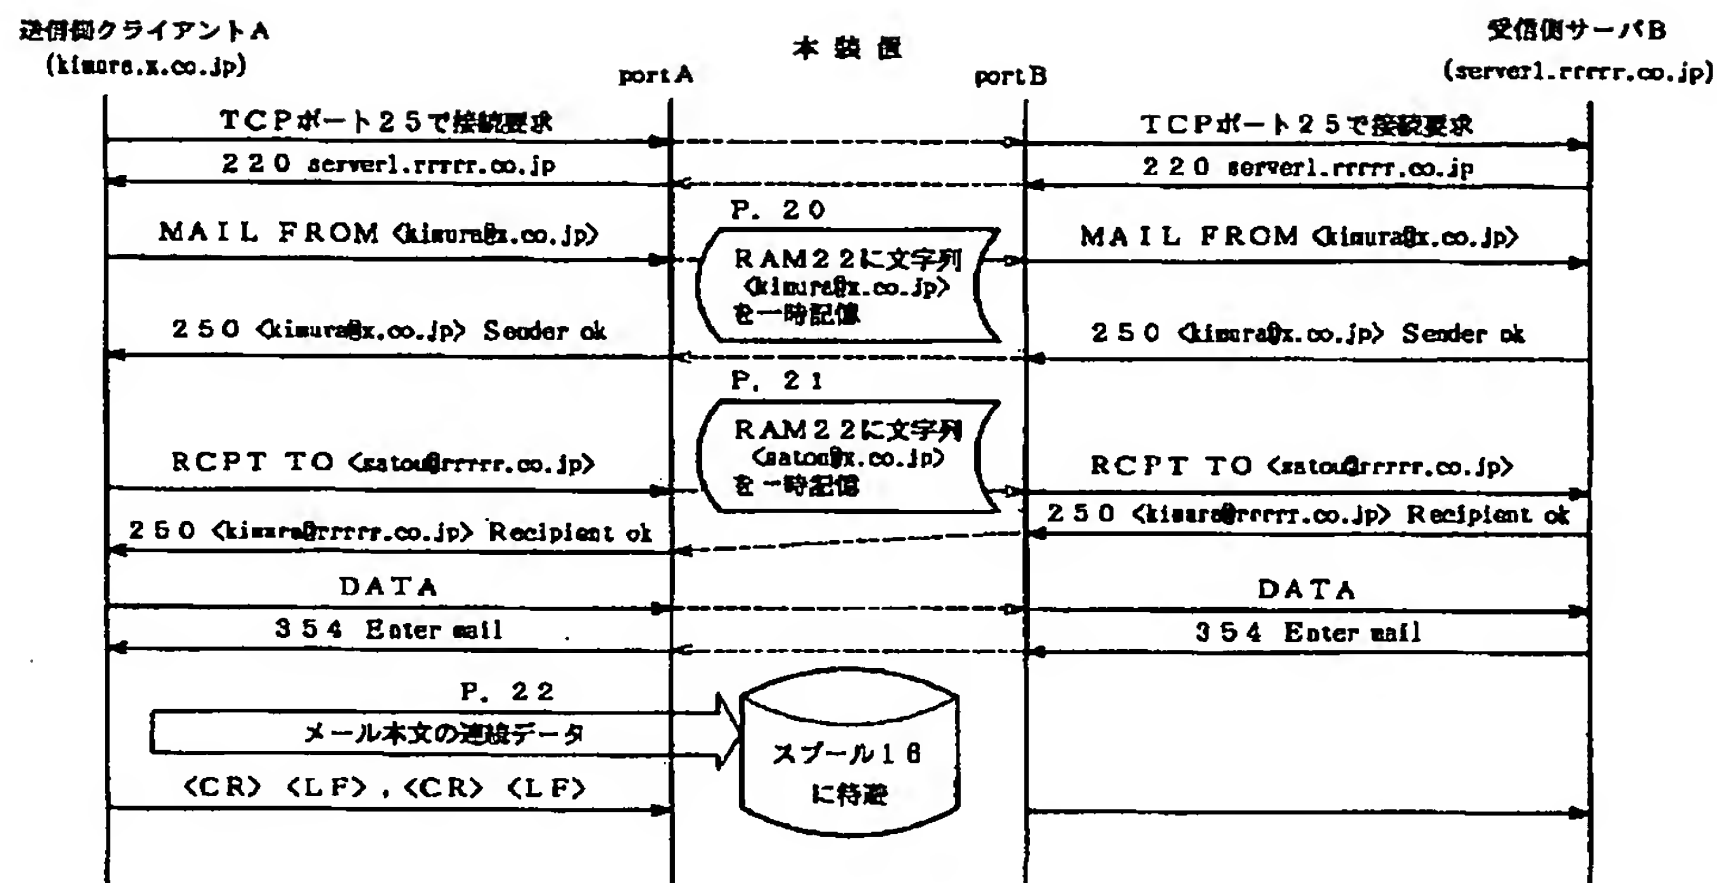 送信側クライアントA
(kimura.x.co.jp)
本装置
portA
portB
受信側サーバB
(server1.rrrrr.co.jp)
TCPポート25で接続要求
TCPポート25で接続要求
220 server1.rrrrr.co.jp
220 server1.rrrrr.co.jp
P. 20
MAIL FROM <kimura@x.co.jp>
RAM22に文字列
<kimura@x.co.jp>
を一時記憶
MAIL FROM <kimura@x.co.jp>
250 <kimura@x.co.jp> Sender ok
250 <kimura@x.co.jp> Sender ok
P. 21
RAM22に文字列
<satou@x.co.jp>
を一時記憶
RCPT TO <satou@rrrrr.co.jp>
RCPT TO <satou@rrrrr.co.jp>
250 <kimura@rrrrr.co.jp> Recipient ok
250 <kimura@rrrrr.co.jp> Recipient ok
DATA
DATA
354 Enter mail
354 Enter mail
P. 22
メール本文の連続データ
スプール16
に待避
<CR> <LF> . <CR> <LF>